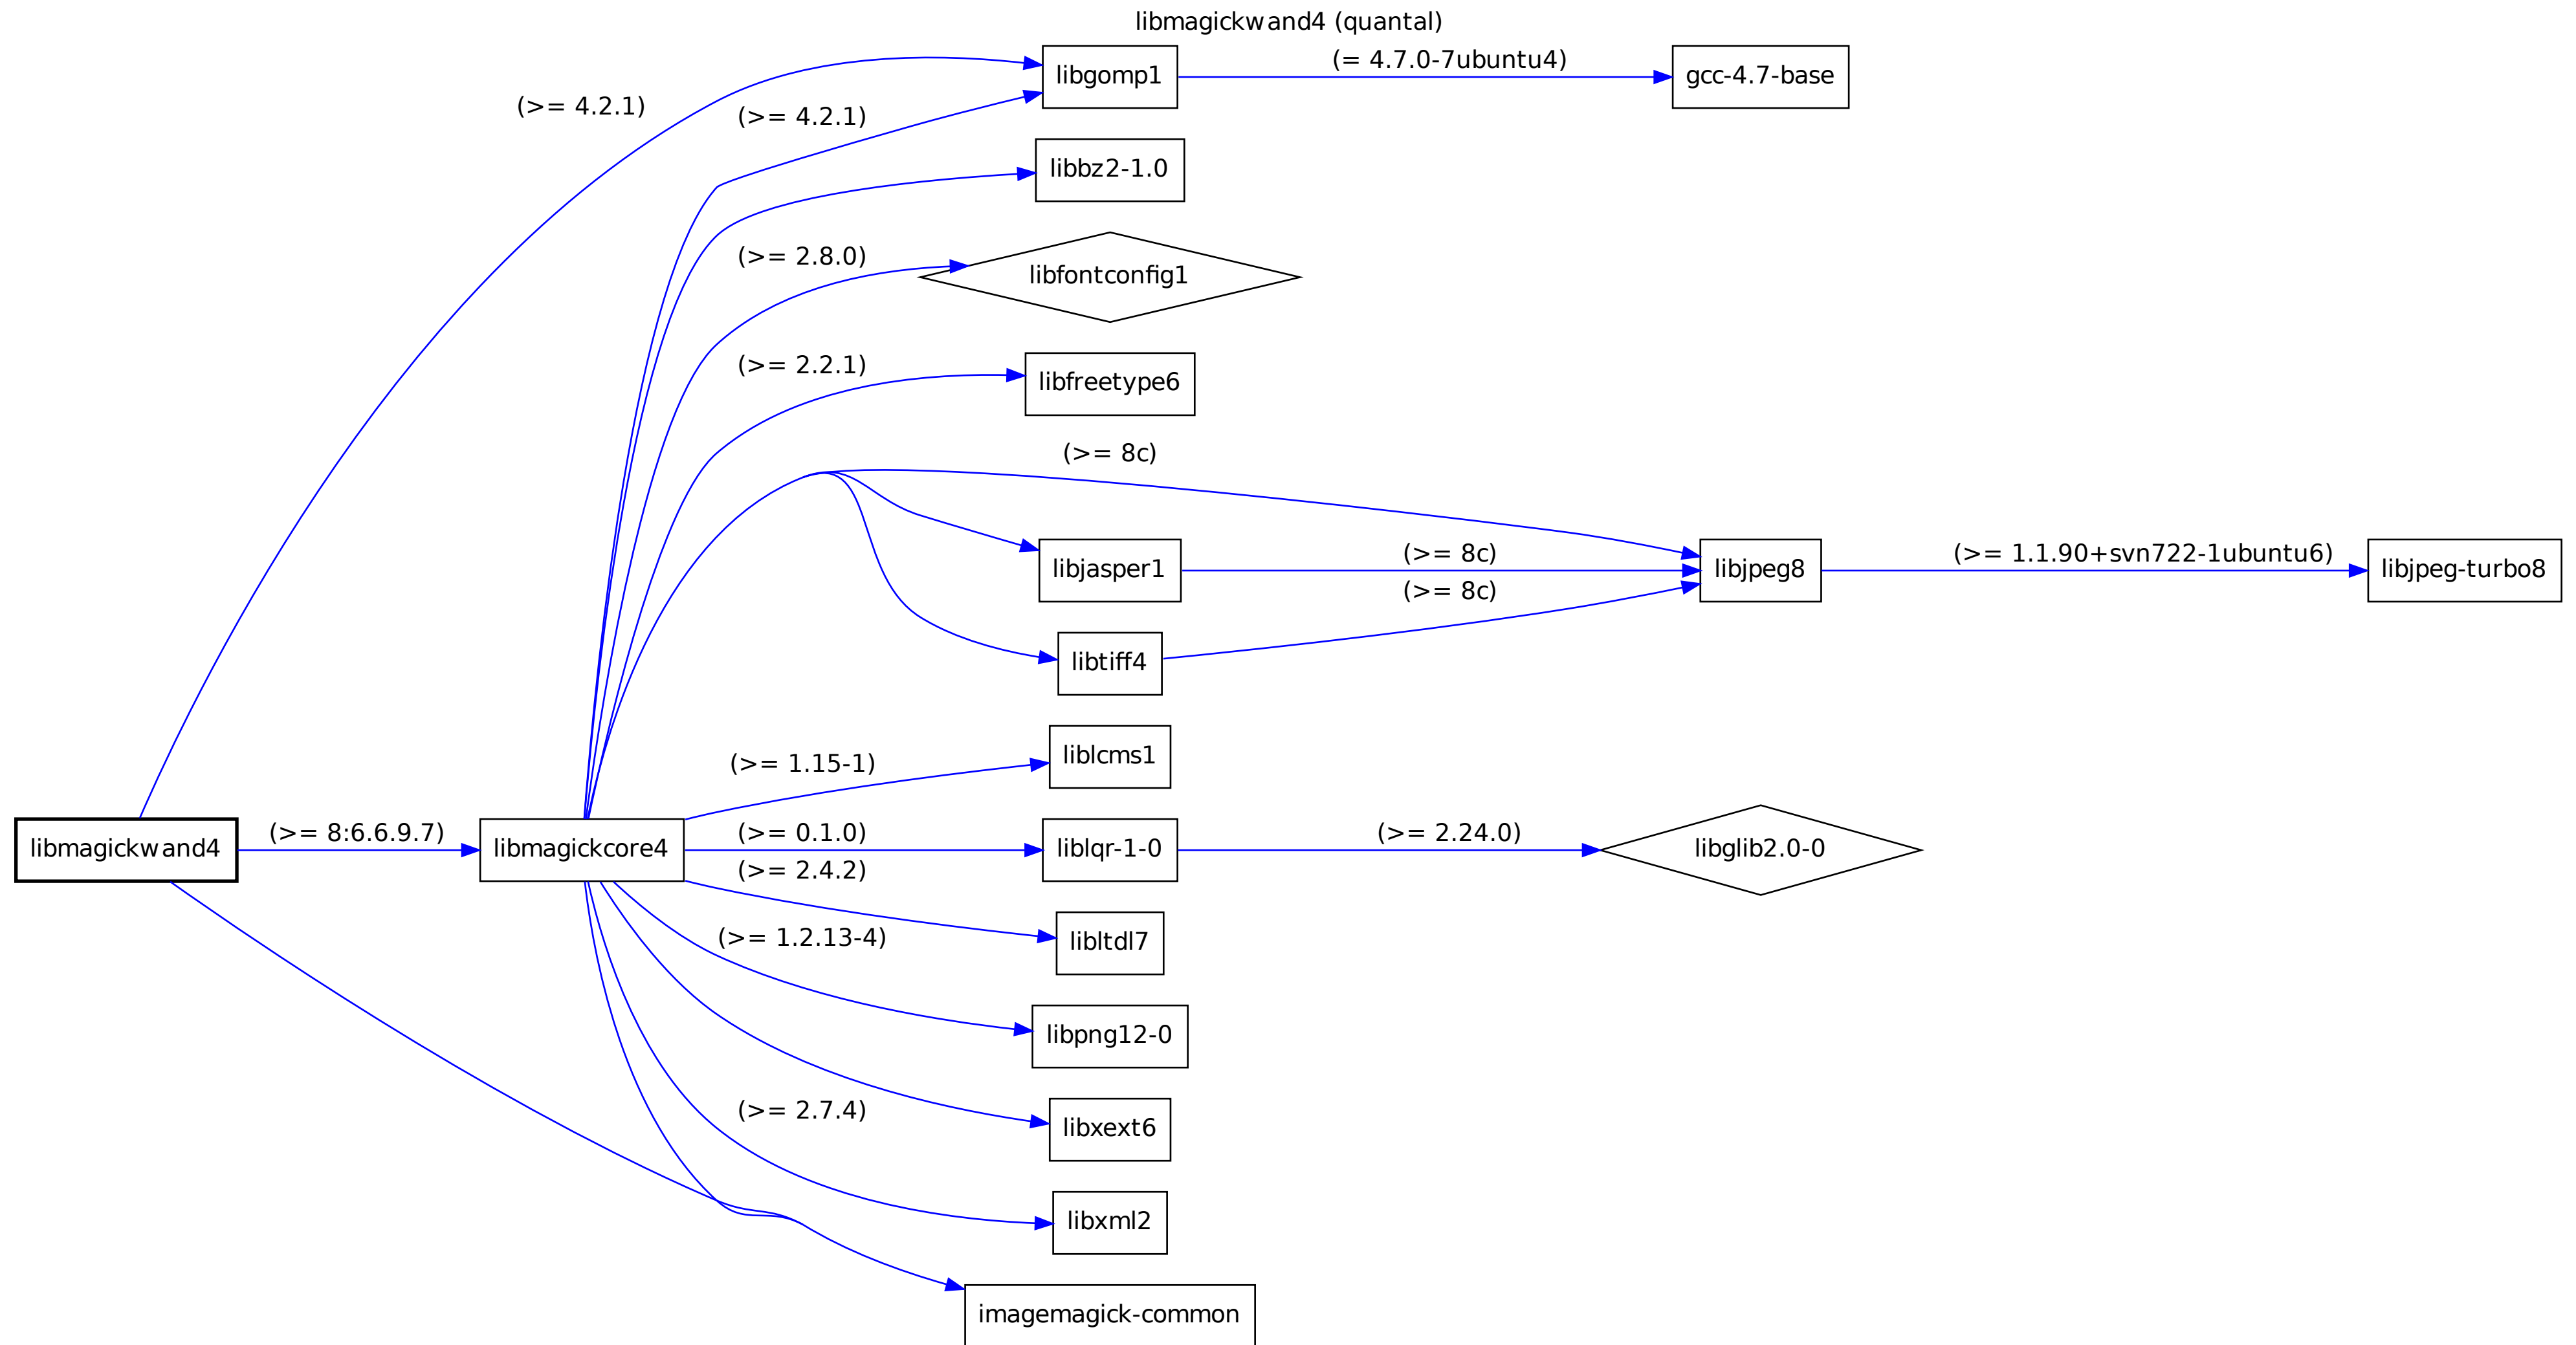 libmagickwand4 (quantal)
libgomp1
(= 4.7.0-7ubuntu4)
gcc-4.7-base
(>= 4.2.1)
(>= 4.2.1)
libbz2-1.0
(>= 2.8.0)
libfontconfig1
(>= 2.2.1)
libfreetype6
(>= 8c)
libjasper1
(>= 8c)
libjpeg8
(>= 1.1.90+svn722-1ubuntu6)
libjpeg-turbo8
(>= 8c)
libtiff4
(>= 1.15-1)
liblcms1
libmagickwand4
(>= 8:6.6.9.7)
libmagickcore4
(>= 0.1.0)
liblqr-1-0
(>= 2.24.0)
libglib2.0-0
(>= 2.4.2)
libltdl7
(>= 1.2.13-4)
libpng12-0
libxext6
(>= 2.7.4)
libxml2
imagemagick-common